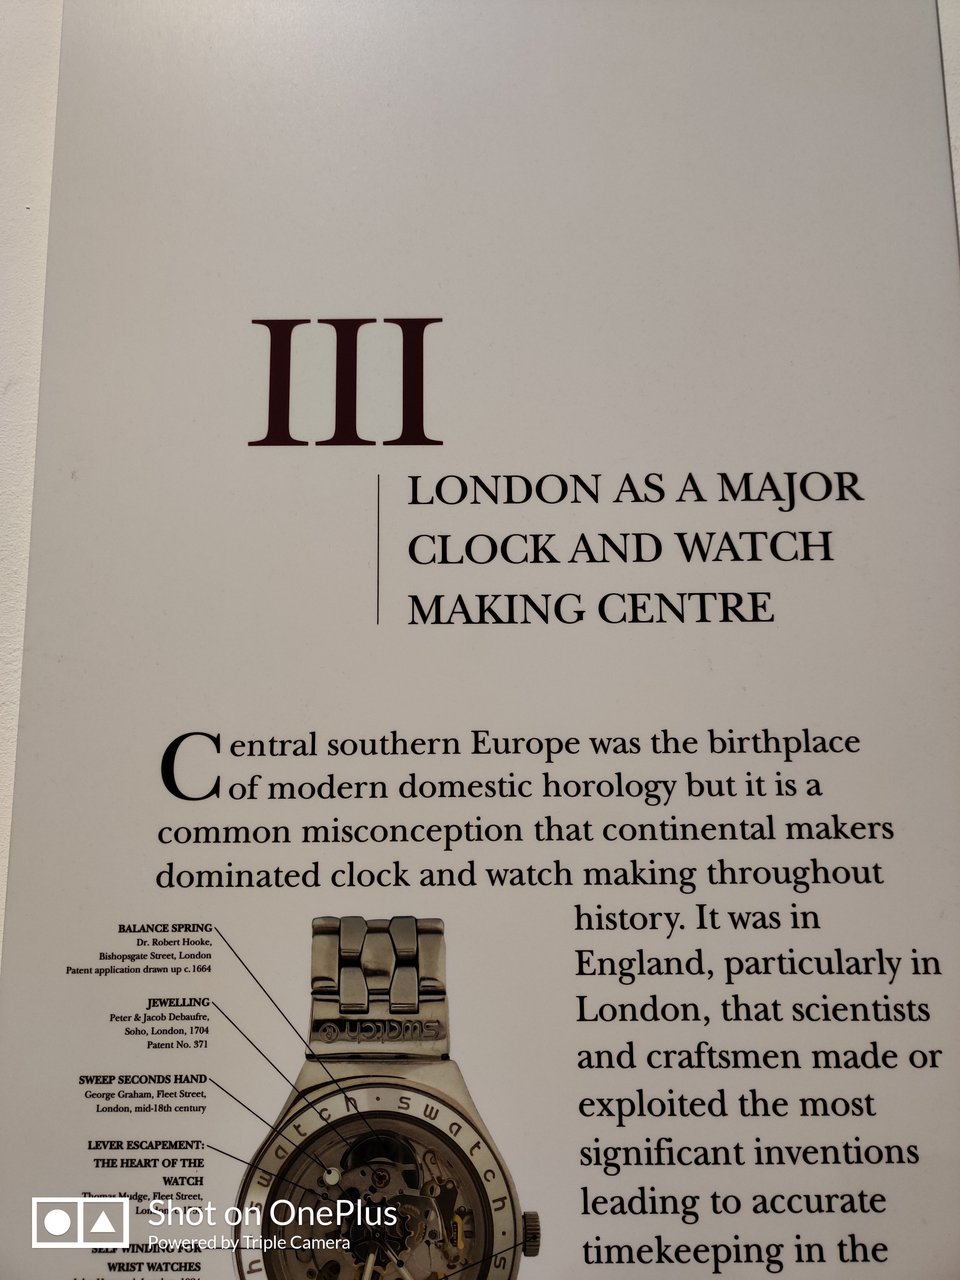 III
LONDON AS A MAJOR
CLOCK AND WATCH
MAKING CENTRE
Central southern Europe was the birthplace
of modern domestic horology but it is a
common misconception that continental makers
dominated clock and watch making throughout
history. It was in
England, particularly in
London, that scientists
and craftsmen made or
exploited the most
significant inventions
leading to accurate
timekeeping in the
BALANCE SPRING
Dr. Robert Hooke,
Bishopsgate Street, London
Patent application drawn up c.1664
JEWELLING
Peter & Jacob Debaufre,
Soho, London, 1704
Patent No. 371
SWEEP SECONDS HAND
George Graham, Fleet Street,
London, mid-18th century
LEVER ESCAPEMENT:
THE HEART OF THE
WATCH
Thomas Mudge, Fleet Street,
SELF WINDING FOR
WRIST WATCHES
swatch
swatch · swatch · s
Shot on OnePlus
Powered by Triple Camera